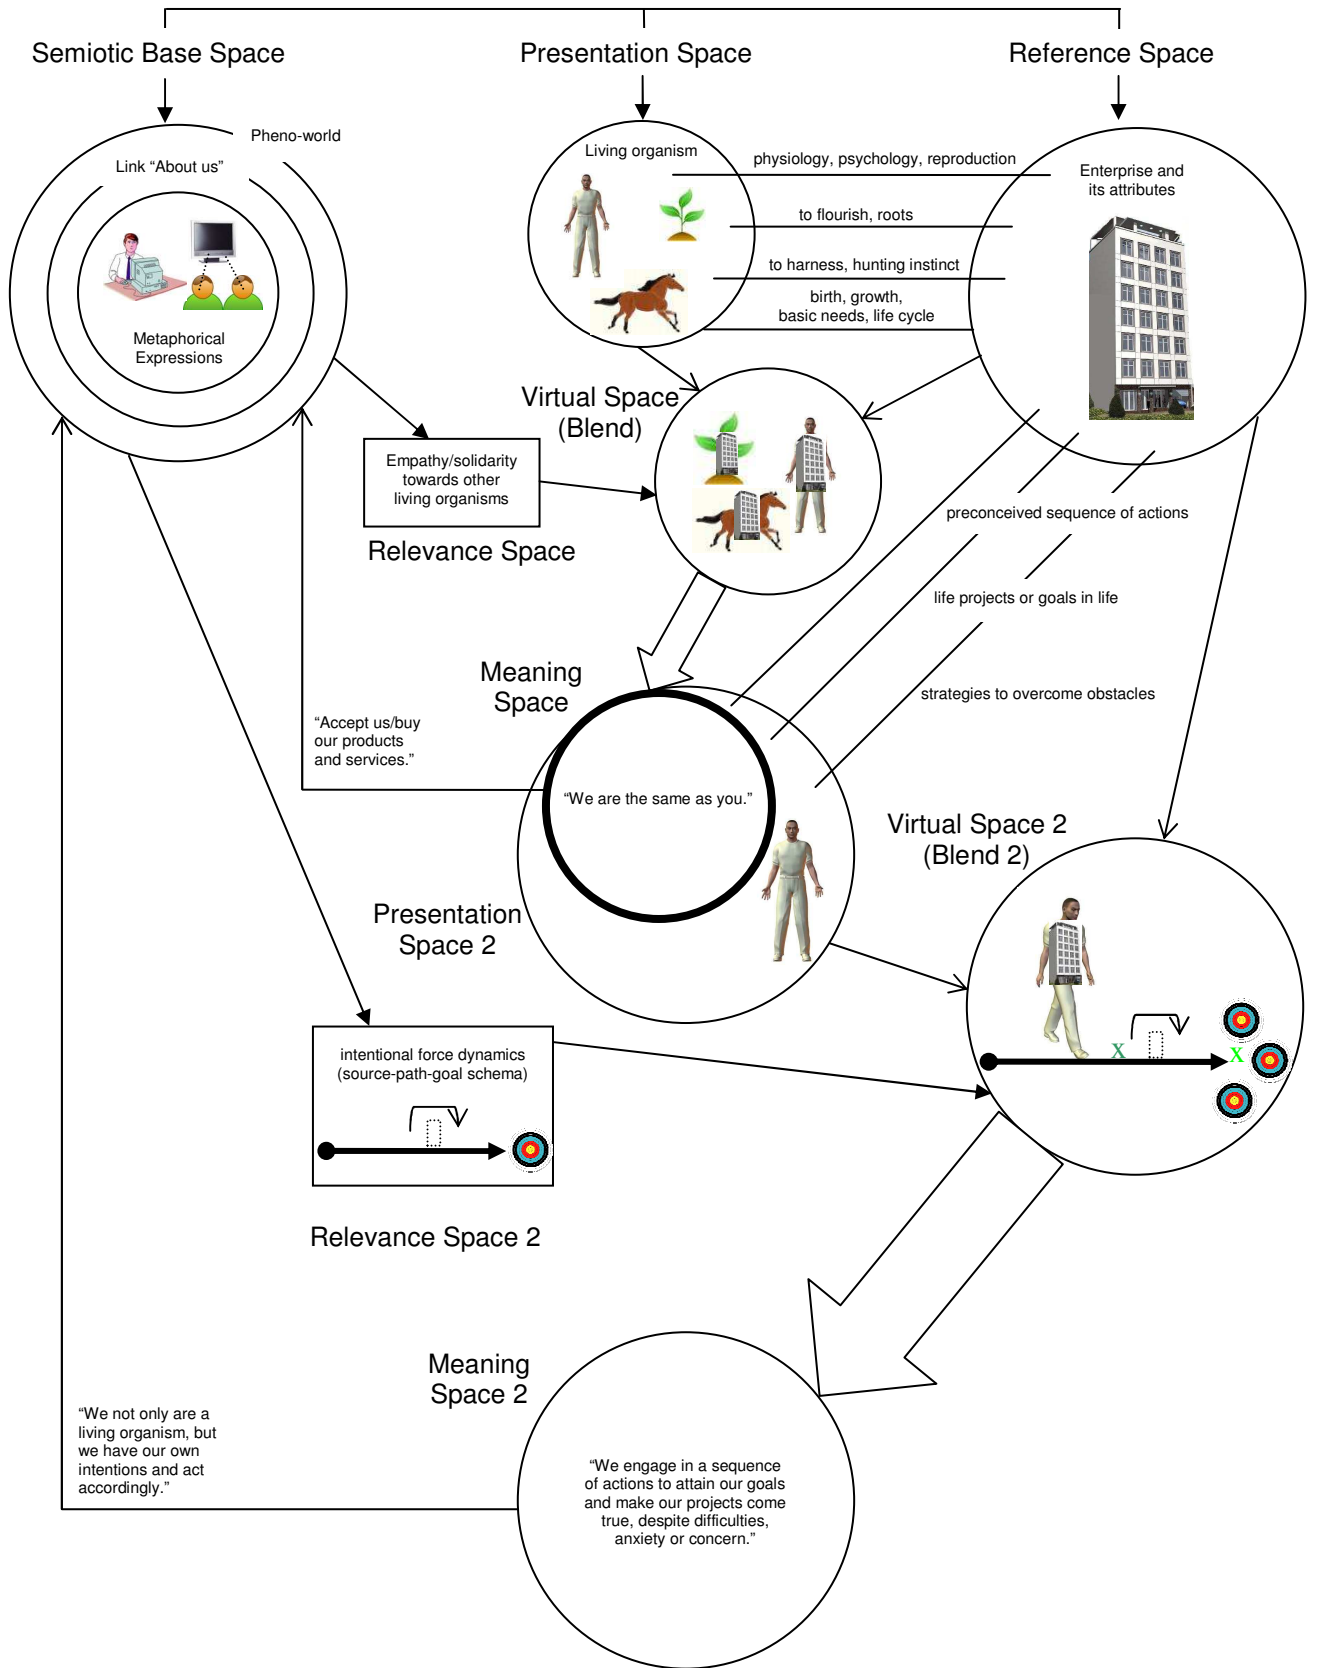 Semiotic Base Space
Presentation Space
Reference Space
Pheno-world
Link “About us”
Metaphorical
Expressions
Living organism
physiology, psychology, reproduction
to flourish, roots
to harness, hunting instinct
birth, growth,
basic needs, life cycle
Enterprise and
its attributes
Virtual Space
(Blend)
Empathy/solidarity
towards other
living organisms
Relevance Space
preconceived sequence of actions
life projects or goals in life
strategies to overcome obstacles
Meaning
Space
“Accept us/buy
our products
and services.”
“We are the same as you.”
Presentation
Space 2
Virtual Space 2
(Blend 2)
X
X
intentional force dynamics
(source-path-goal schema)
Relevance Space 2
Meaning
Space 2
“We not only are a
living organism, but
we have our own
intentions and act
accordingly.”
“We engage in a sequence
of actions to attain our goals
and make our projects come
true, despite difficulties,
anxiety or concern.”